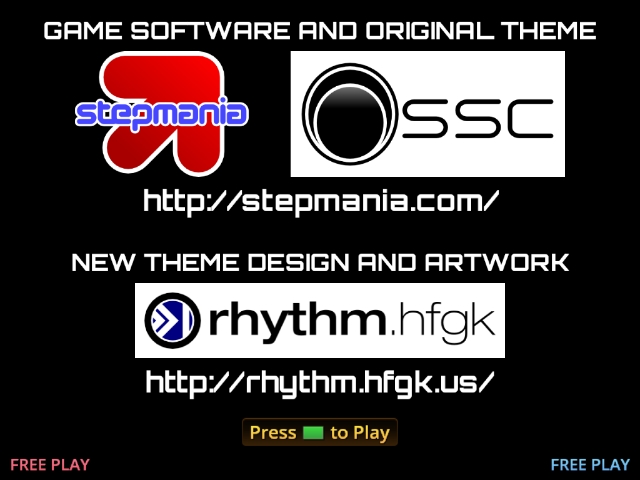 GAME SOFTWARE AND ORIGINAL THEME
stepmania
SSC
http://stepmania.com/
NEW THEME DESIGN AND ARTWORK
rhythm.hfgk
http://rhythm.hfgk.us/
Press to Play
FREE PLAY
FREE PLAY